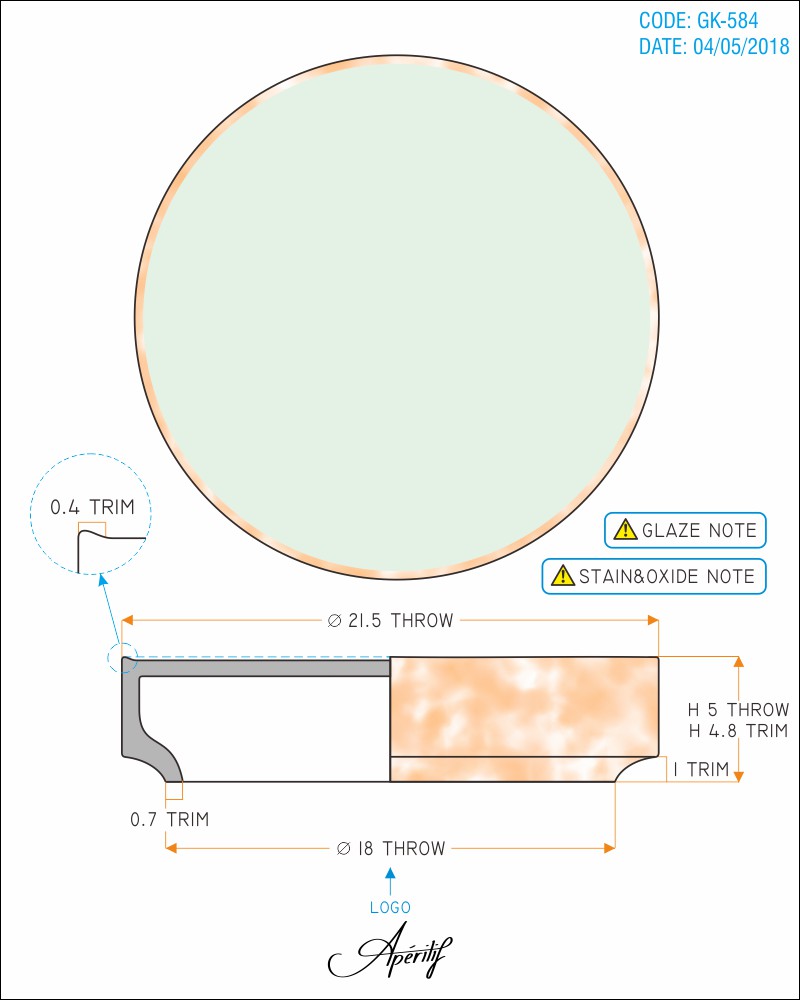 CODE: GK-584
DATE: 04/05/2018
0.4 TRIM
GLAZE NOTE
STAIN&OXIDE NOTE
∅ 21.5 THROW
H 5 THROW
H 4.8 TRIM
1 TRIM
0.7 TRIM
∅ 18 THROW
LOGO
Apéritif